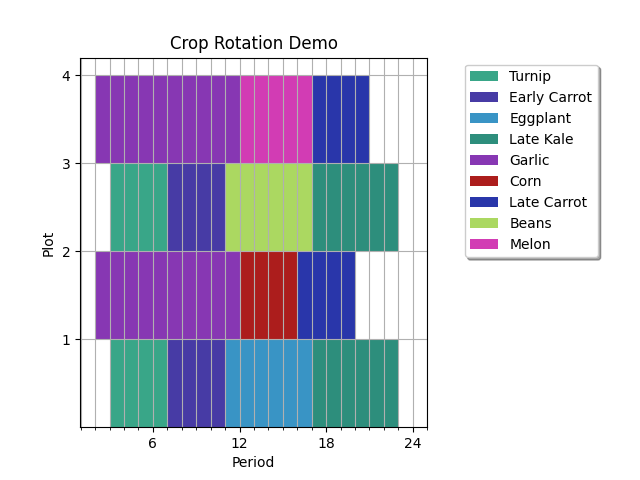 Crop Rotation Demo
Turnip
Early Carrot
Eggplant
Late Kale
Garlic
Corn
Late Carrot
Beans
Melon
Plot
4
3
2
1
6 12 18 24
Period